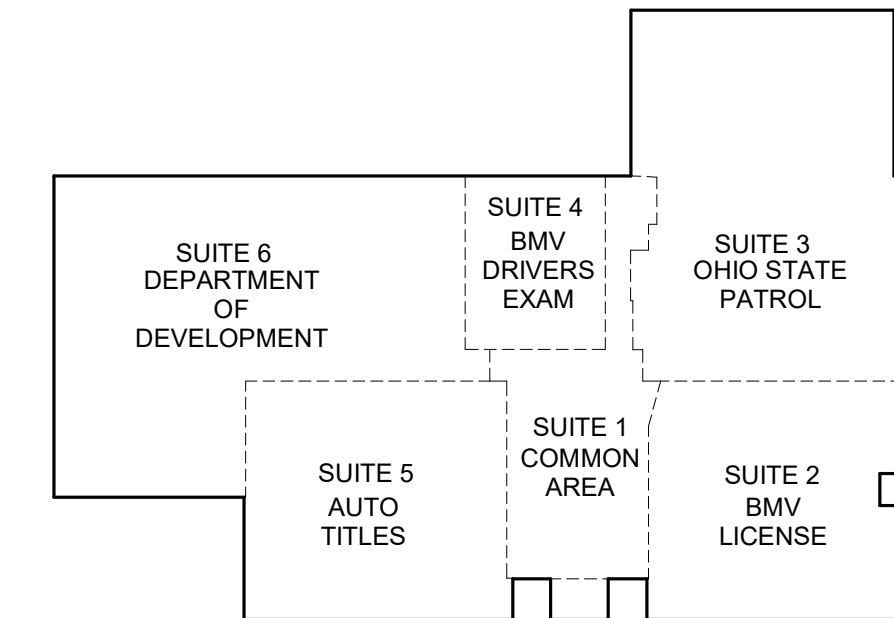 SUITE 4
BMV
DRIVERS
EXAM
SUITE 6
DEPARTMENT
OF
DEVELOPMENT
SUITE 3
OHIO STATE
PATROL
SUITE 1
COMMON
AREA
SUITE 5
AUTO
TITLES
SUITE 2
BMV
LICENSE